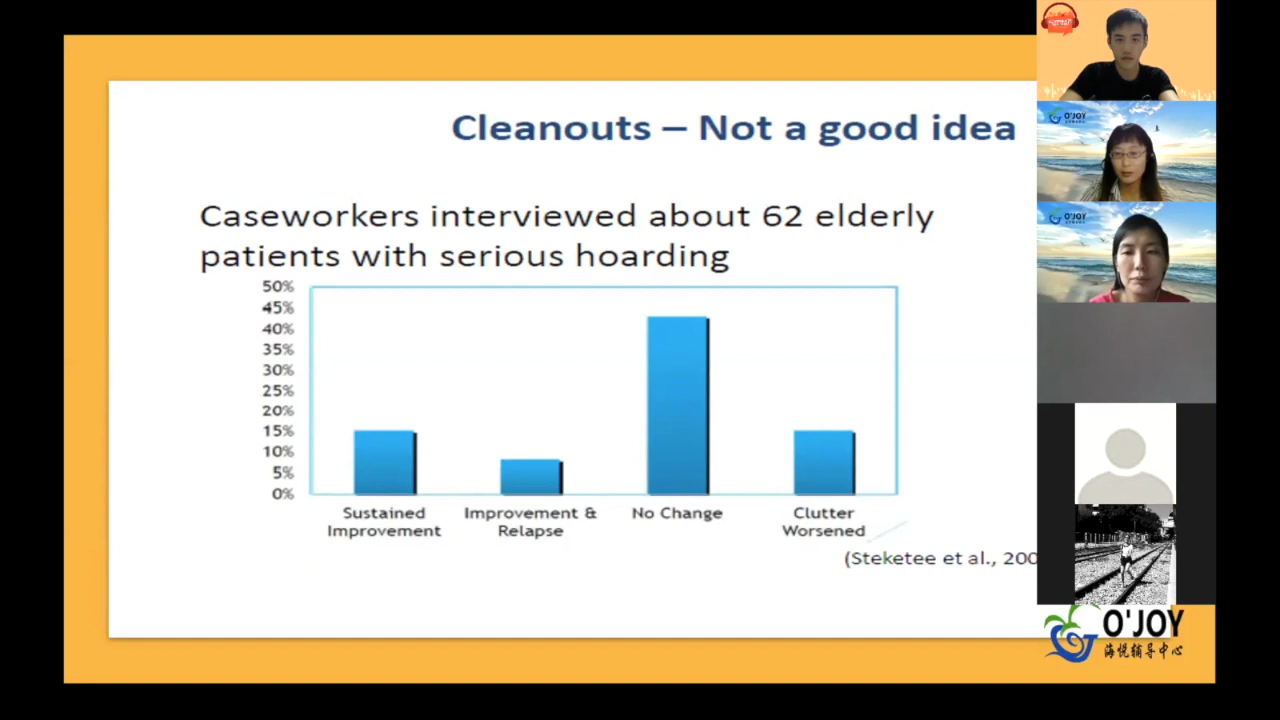 Cleanouts – Not a good idea
Caseworkers interviewed about 62 elderly
patients with serious hoarding
50%
45%
40%
35%
30%
25%
20%
15%
10%
5%
0%
Sustained
Improvement
Improvement &
Relapse
No Change
Clutter
Worsened
(Steketee et al., 200
O'JOY
O'JOY
O'JOY
海悦辅导中心